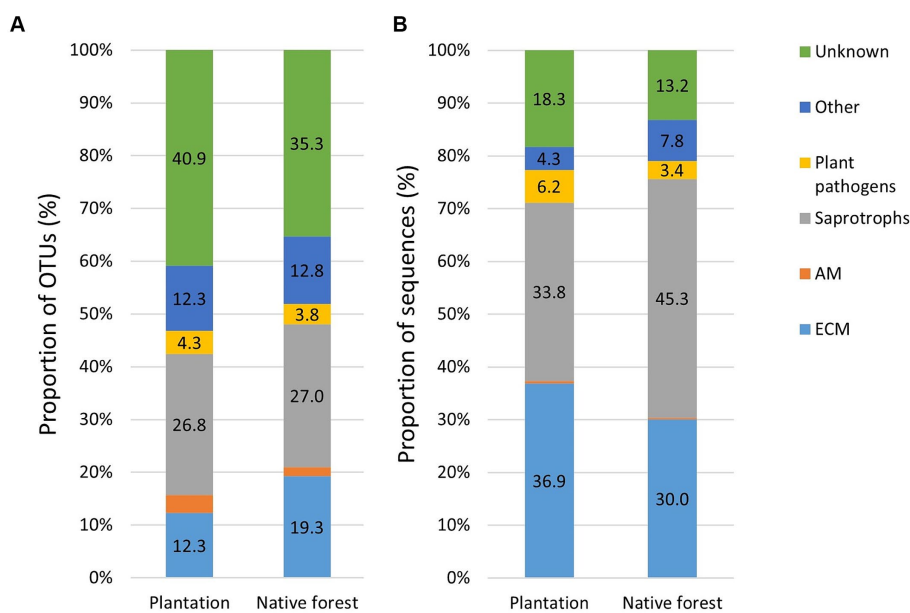 A
Proportion of OTUs (%)
100%
90%
80%
70%
60%
50%
40%
30%
20%
10%
0%
40.9
12.3
4.3
26.8
12.3
35.3
12.8
3.8
27.0
19.3
Plantation
Native forest
B
Proportion of sequences (%)
100%
90%
80%
70%
60%
50%
40%
30%
20%
10%
0%
18.3
4.3
6.2
33.8
36.9
13.2
7.8
3.4
45.3
30.0
Plantation
Native forest
Unknown
Other
Plant
pathogens
Saprotrophs
AM
ECM